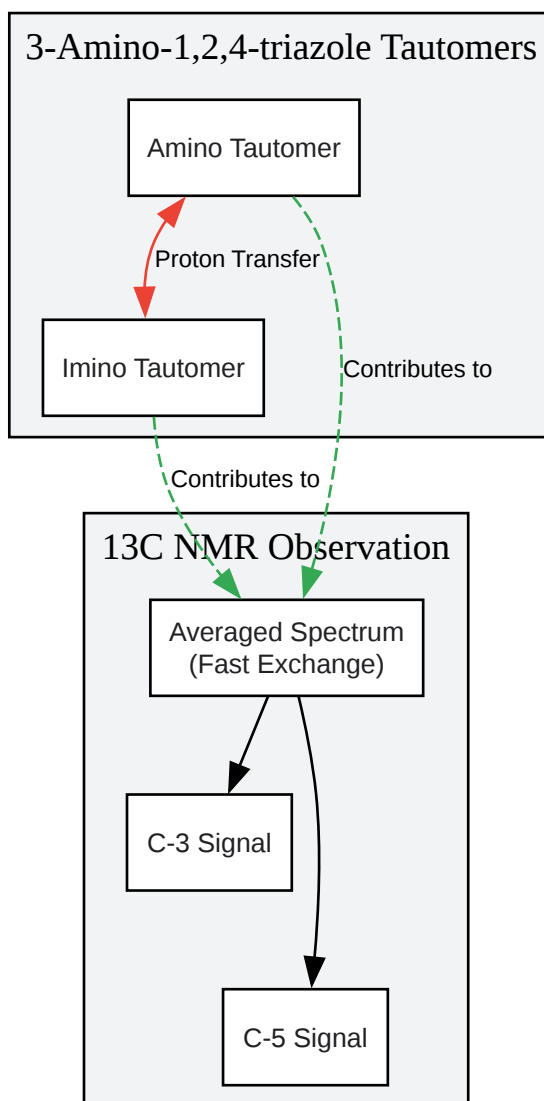 3-Amino-1,2,4-triazole Tautomers
Amino Tautomer
Proton Transfer
Imino Tautomer
Contributes to
Contributes to
13C NMR Observation
Averaged Spectrum
(Fast Exchange)
C-3 Signal
C-5 Signal